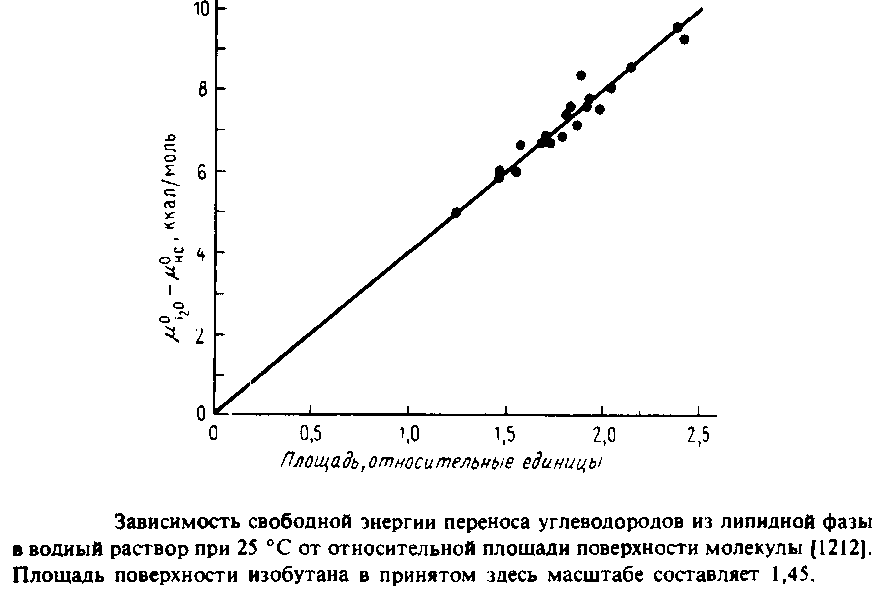 10
8
6
4
2
0
μ⁰ᵢ₂₀ – μ⁰нс, ккал/моль
0 0,5 1,0 1,5 2,0 2,5
Площадь, относительные единицы
Зависимость свободной энергии переноса углеводородов из липидной фазы
в водный раствор при 25 °С от относительной площади поверхности молекулы [1212].
Площадь поверхности изобутана в принятом здесь масштабе составляет 1,45.